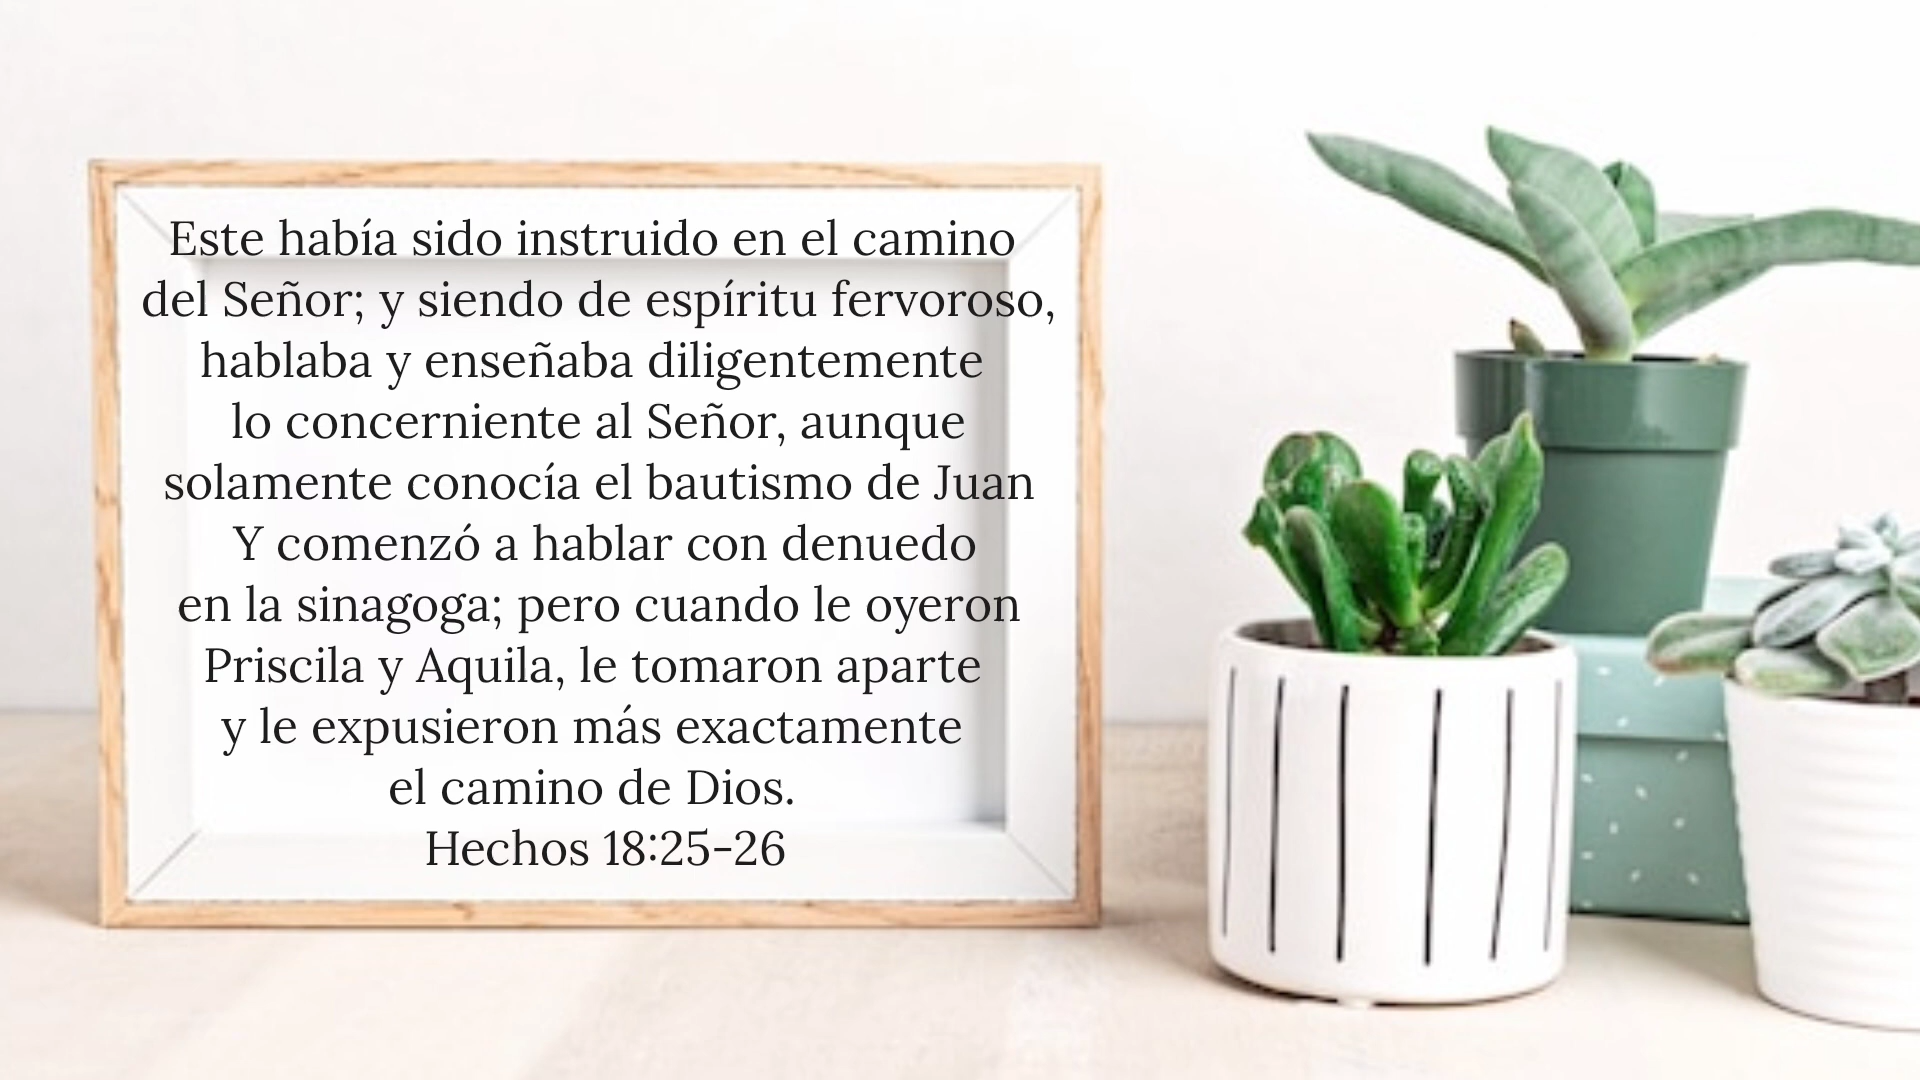 Este había sido instruido en el camino
del Señor; y siendo de espíritu fervoroso,
hablaba y enseñaba diligentemente
lo concerniente al Señor, aunque
solamente conocía el bautismo de Juan
Y comenzó a hablar con denuedo
en la sinagoga; pero cuando le oyeron
Priscila y Aquila, le tomaron aparte
y le expusieron más exactamente
el camino de Dios.
Hechos 18:25-26